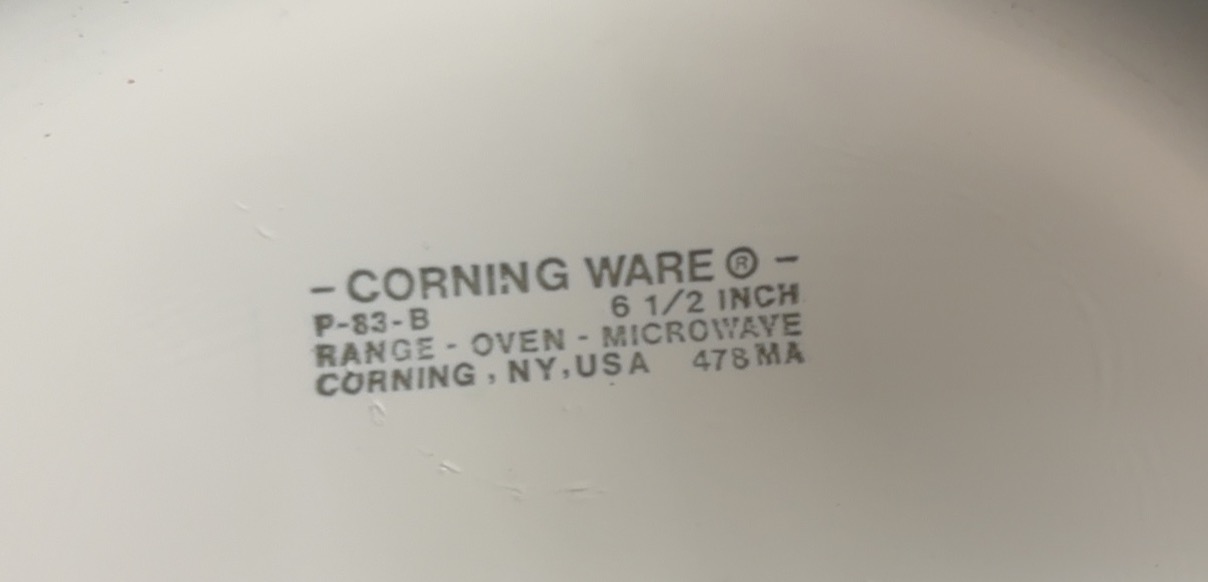 - CORNING WARE ® -
P-83-B 6 1/2 INCH
RANGE - OVEN - MICROWAVE
CORNING, NY, USA 478 MA